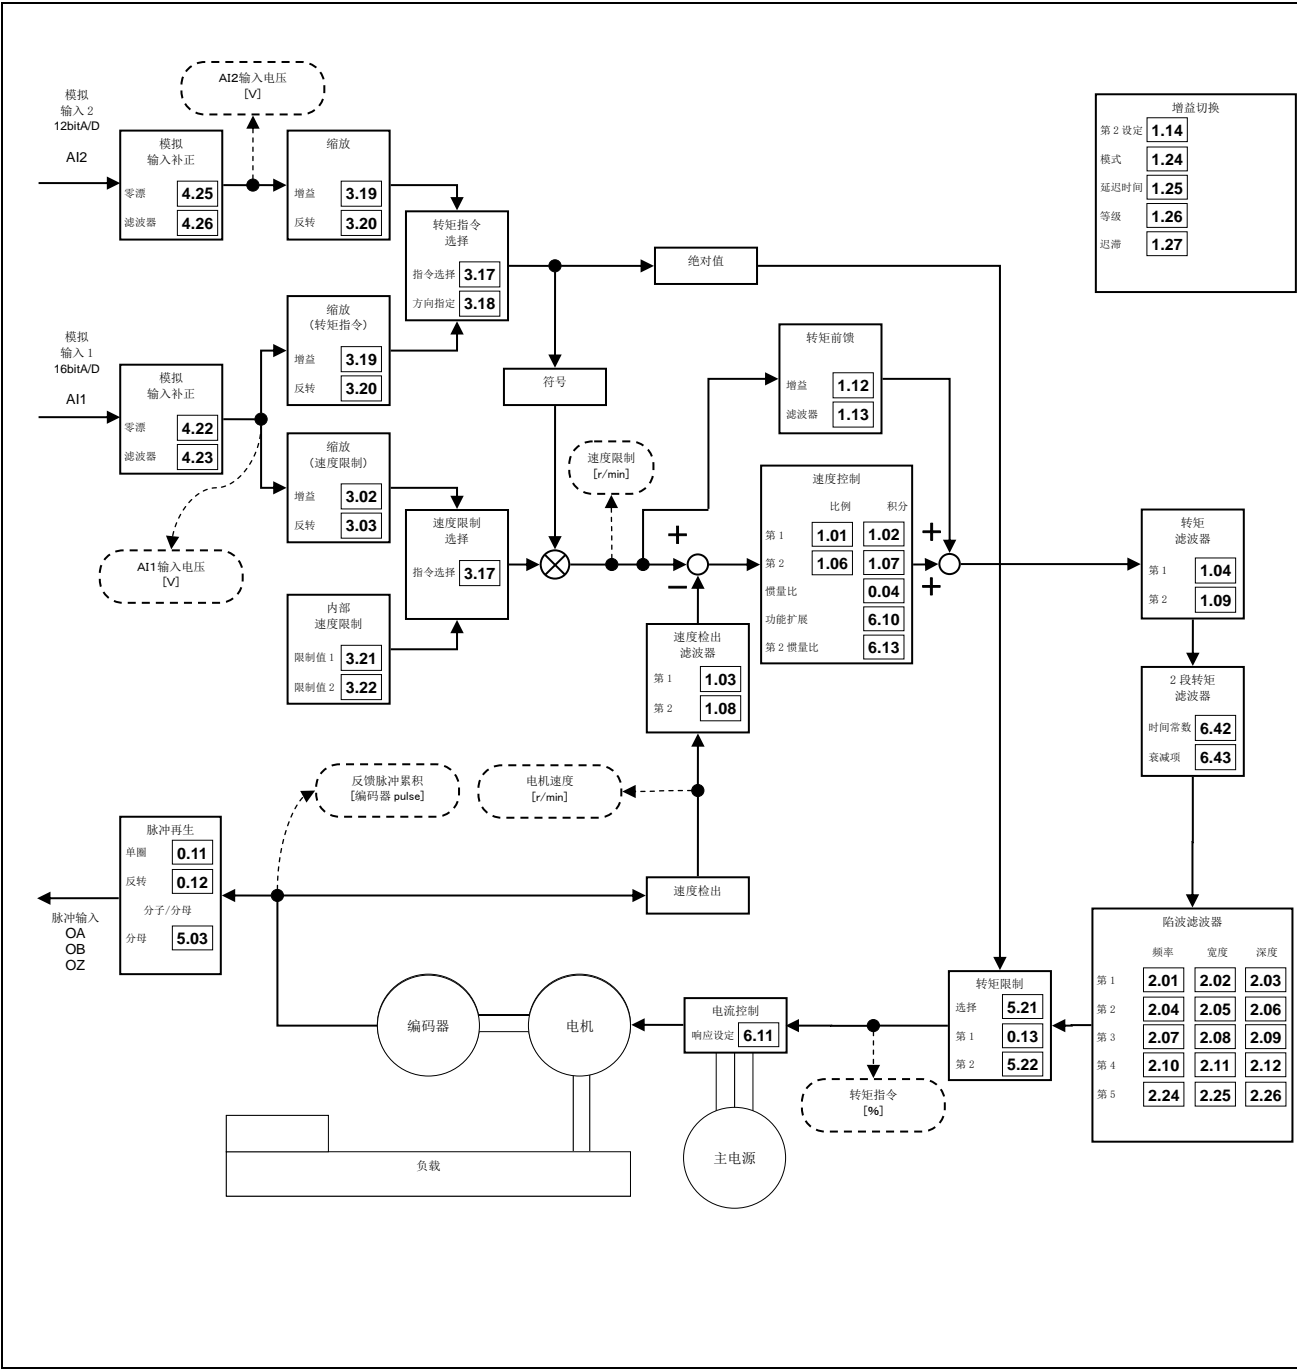 AI2输入电压
[V]
模拟
输入 2
12bitA/D
AI2
模拟
输入补正
零漂 4.25
滤波器 4.26
缩放
增益 3.19
反转 3.20
转矩指令
选择
指令选择 3.17
方向指定 3.18
绝对值
增益切换
第 2 设定 1.14
模式 1.24
延迟时间 1.25
等级 1.26
迟滞 1.27
模拟
输入 1
16bitA/D
AI1
模拟
输入补正
零漂 4.22
滤波器 4.23
缩放
(转矩指令)
增益 3.19
反转 3.20
符号
转矩前馈
增益 1.12
滤波器 1.13
缩放
(速度限制)
增益 3.02
反转 3.03
AI1输入电压
[V]
速度限制
选择
指令选择 3.17
内部
速度限制
限制值 1 3.21
限制值 2 3.22
速度限制
[r/min]
+
−
速度控制
比例 积分
第 1 1.01 1.02
第 2 1.06 1.07
惯量比 0.04
功能扩展 6.10
第 2 惯量比 6.13
+
+
转矩
滤波器
第 1 1.04
第 2 1.09
速度检出
滤波器
第 1 1.03
第 2 1.08
2 段转矩
滤波器
时间常数 6.42
衰减项 6.43
反馈脉冲累积
[编码器 pulse]
电机速度
[r/min]
脉冲再生
单圈 0.11
反转 0.12
分子/分母
分母 5.03
脉冲输入
OA
OB
OZ
速度检出
陷波滤波器
频率 宽度 深度
第 1 2.01 2.02 2.03
第 2 2.04 2.05 2.06
第 3 2.07 2.08 2.09
第 4 2.10 2.11 2.12
第 5 2.24 2.25 2.26
转矩限制
选择 5.21
第 1 0.13
第 2 5.22
编码器
电机
电流控制
响应设定 6.11
转矩指令
[%]
主电源
负载